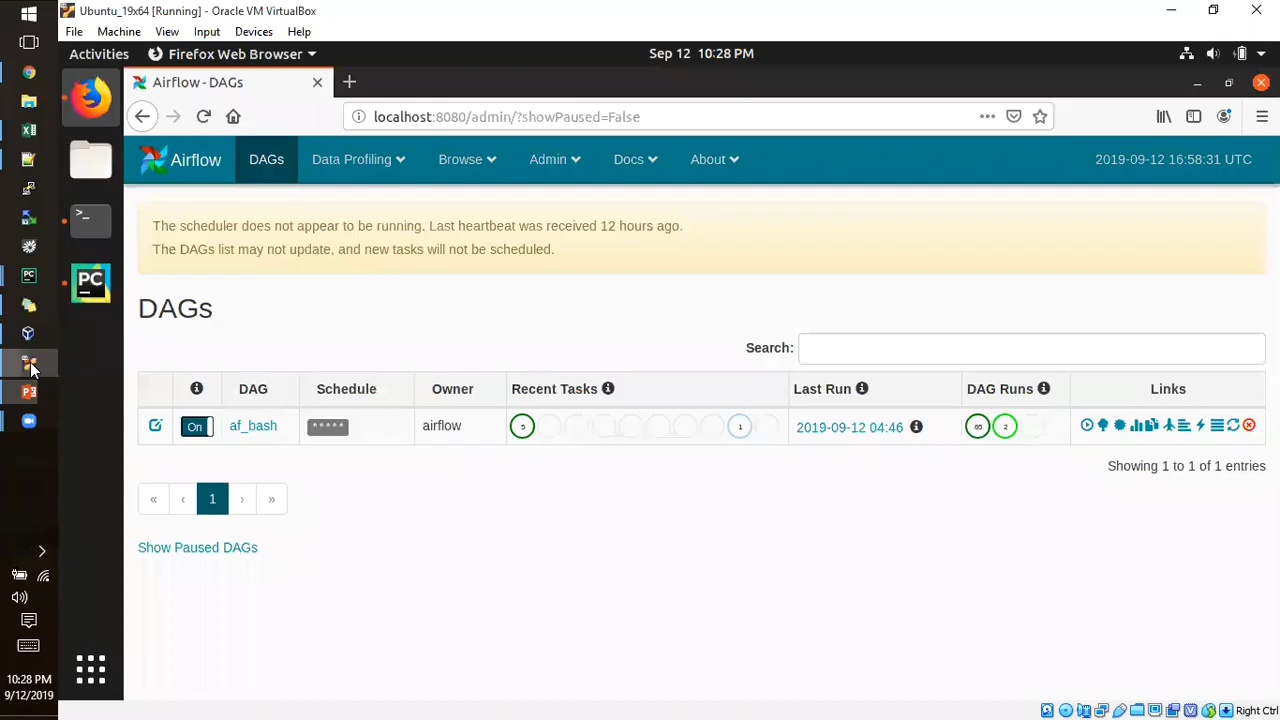 Ubuntu_19x64 [Running] - Oracle VM VirtualBox
File Machine View Input Devices Help
Activities Firefox Web Browser Sep 12 10:28 PM
Airflow - DAGs
localhost:8080/admin/?showPaused=False
Airflow DAGs Data Profiling Browse Admin Docs About 2019-09-12 16:58:31 UTC
The scheduler does not appear to be running. Last heartbeat was received 12 hours ago.
The DAGs list may not update, and new tasks will not be scheduled.
DAGs
Search:
DAG Schedule Owner Recent Tasks Last Run DAG Runs Links
On af_bash * * * * * airflow 5 1 2019-09-12 04:46 65 2
Showing 1 to 1 of 1 entries
« ‹ 1 › »
Show Paused DAGs
PC
PC
10:28 PM
9/12/2019
Right Ctrl